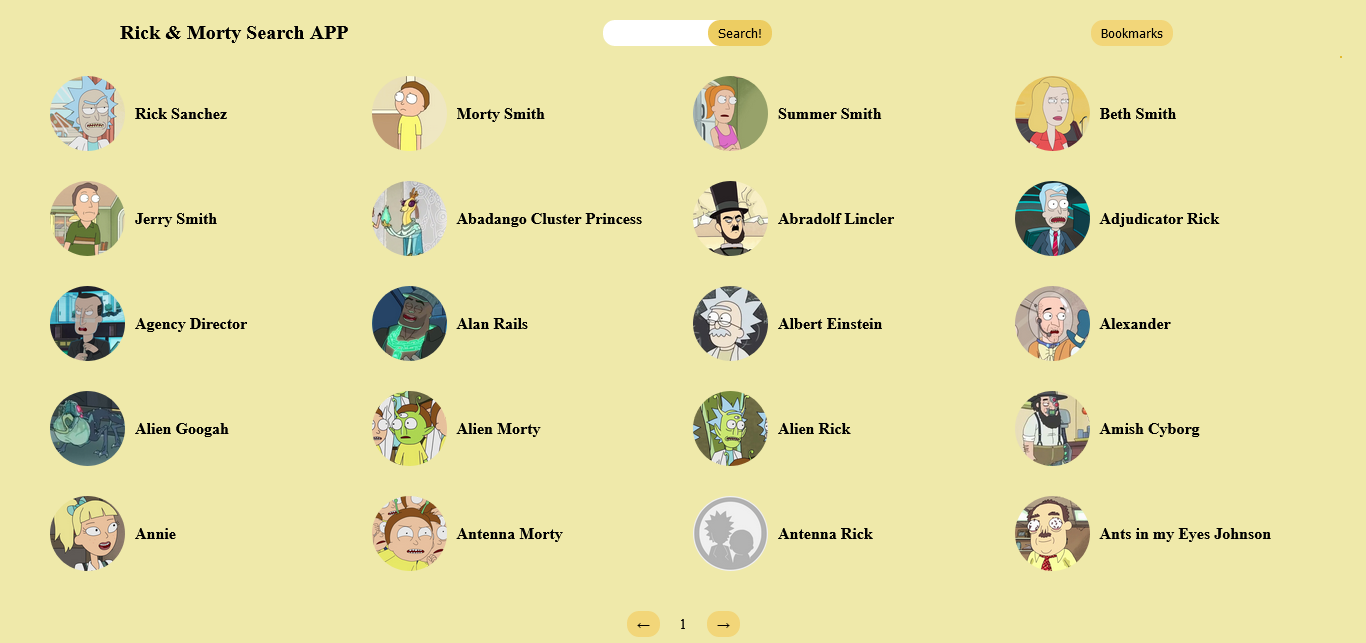 Rick & Morty Search APP
Search!
Bookmarks
Rick Sanchez
Morty Smith
Summer Smith
Beth Smith
Jerry Smith
Abadango Cluster Princess
Abradolf Lincler
Adjudicator Rick
Agency Director
Alan Rails
Albert Einstein
Alexander
Alien Googah
Alien Morty
Alien Rick
Amish Cyborg
Annie
Antenna Morty
Antenna Rick
Ants in my Eyes Johnson
← 1 →